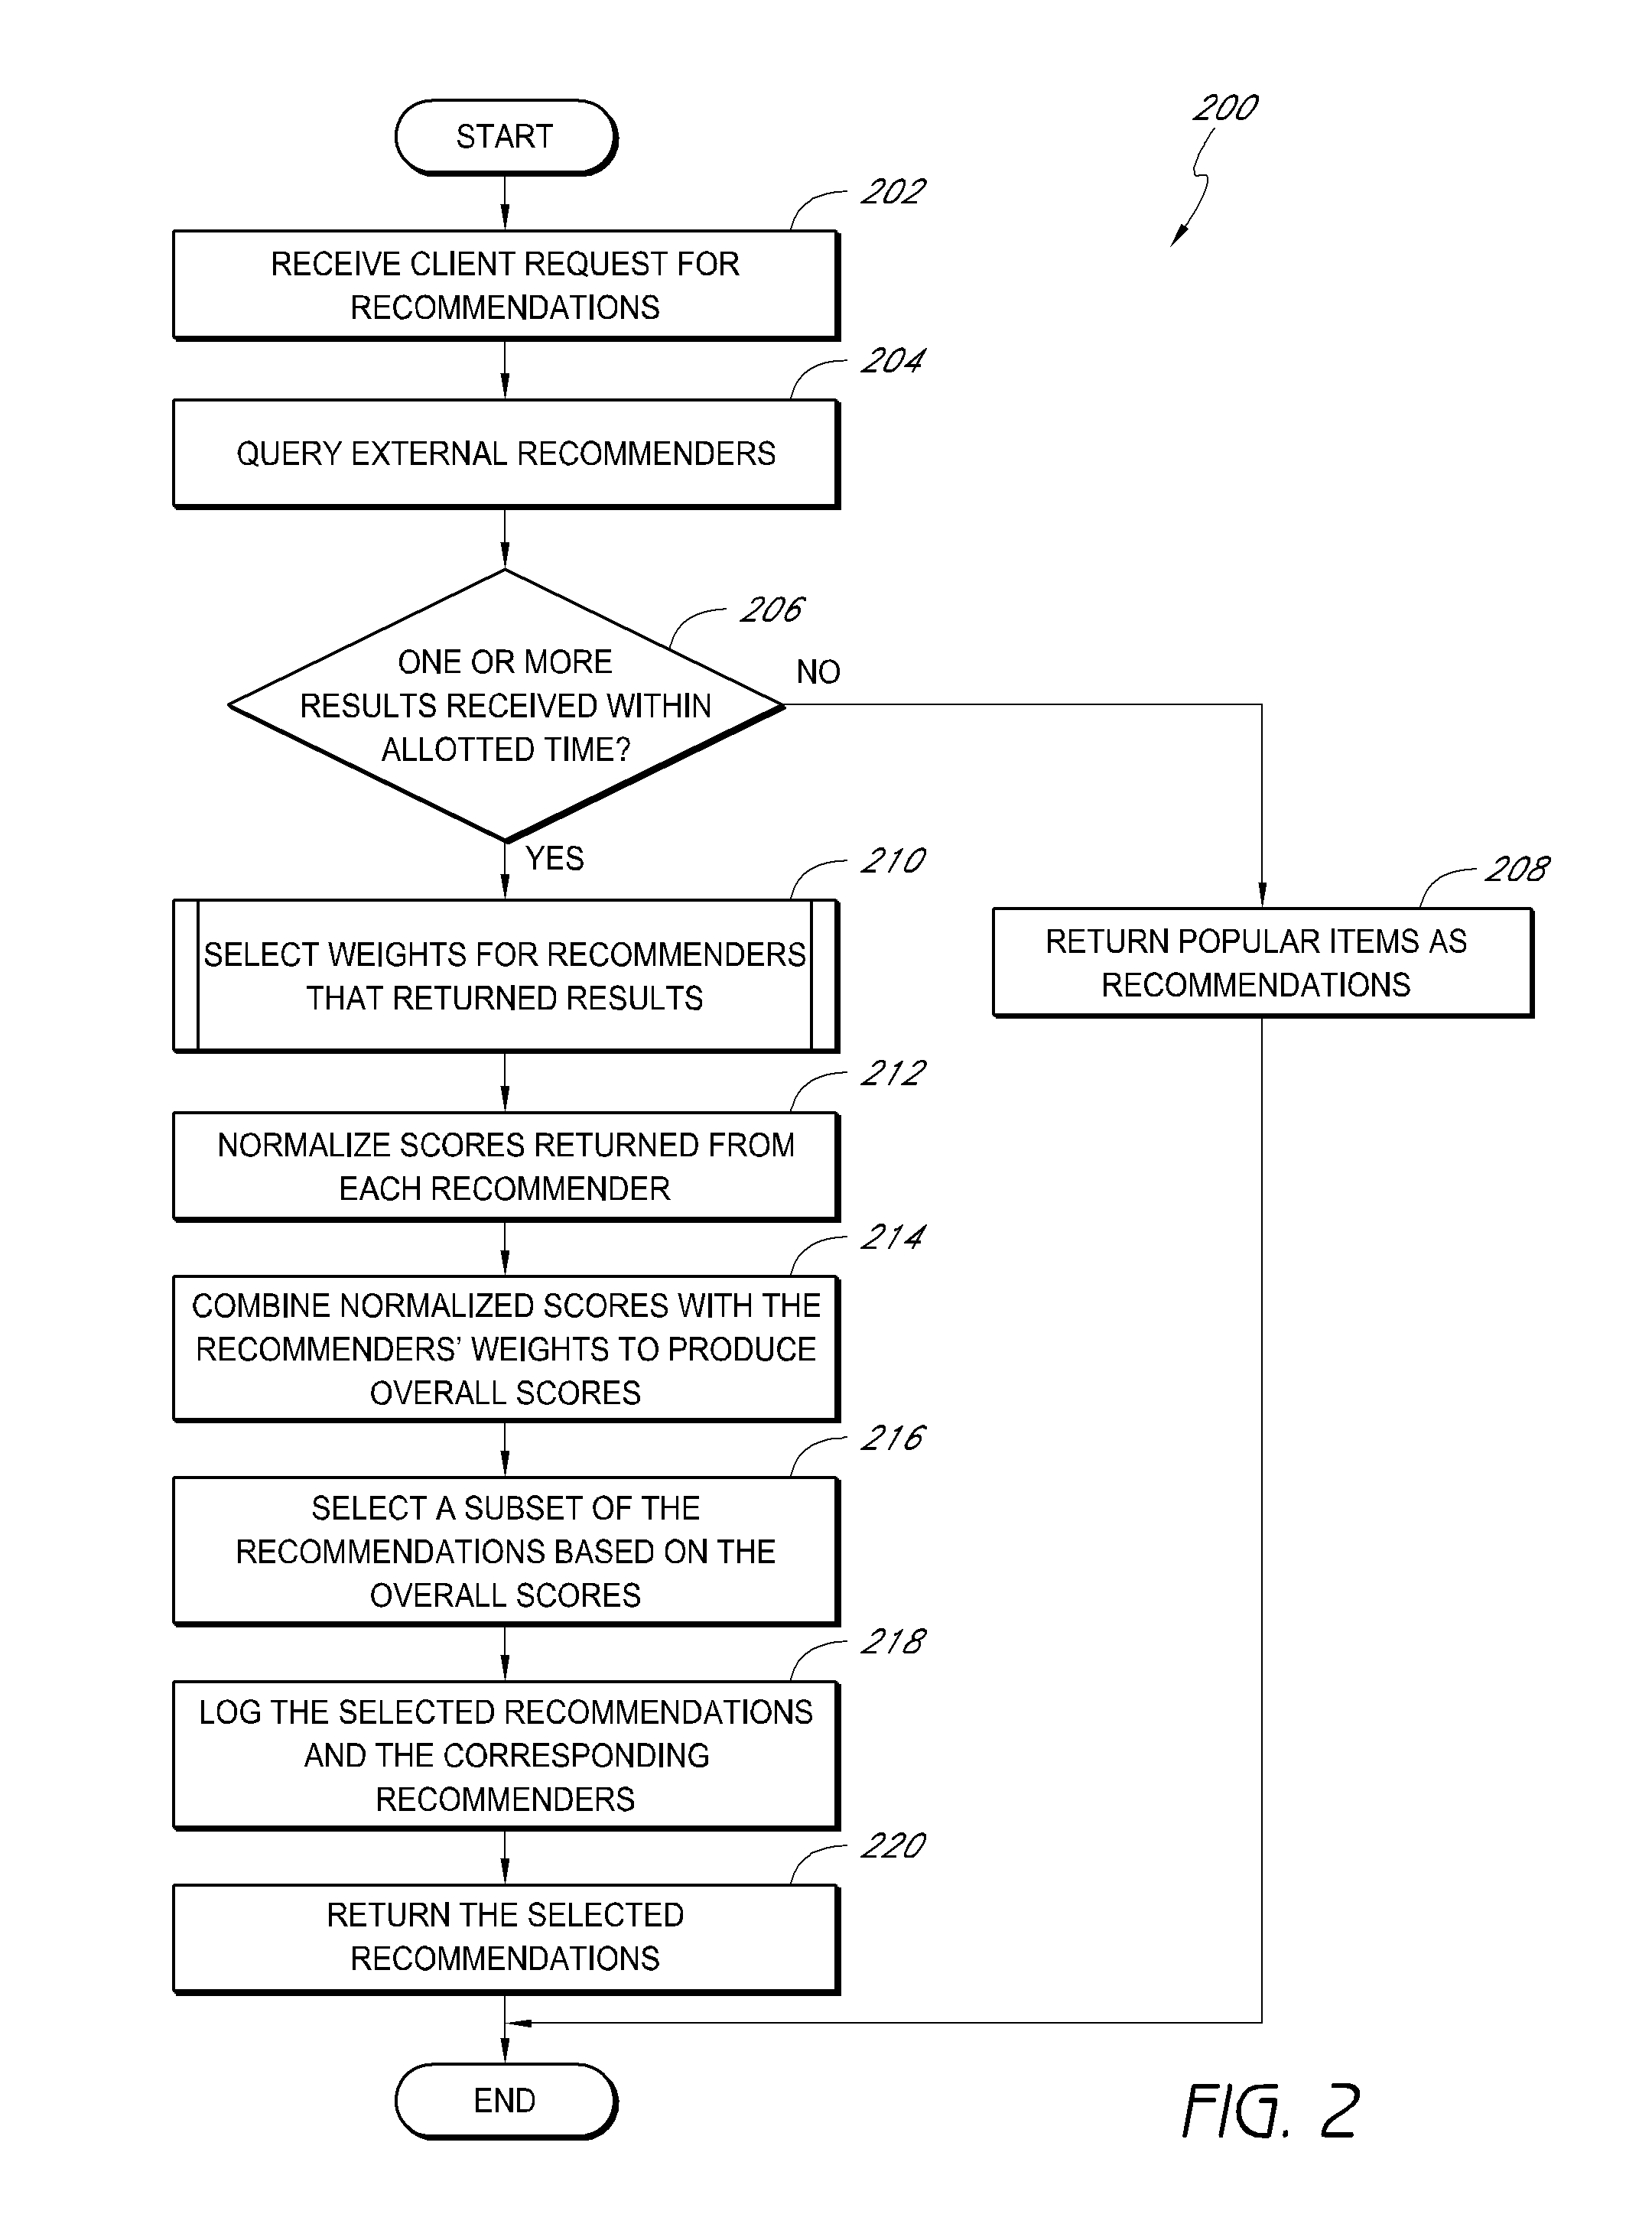 200
START
202
RECEIVE CLIENT REQUEST FOR
RECOMMENDATIONS
204
QUERY EXTERNAL RECOMMENDERS
206
ONE OR MORE
RESULTS RECEIVED WITHIN
ALLOTTED TIME?
NO
YES
208
RETURN POPULAR ITEMS AS
RECOMMENDATIONS
210
SELECT WEIGHTS FOR RECOMMENDERS
THAT RETURNED RESULTS
212
NORMALIZE SCORES RETURNED FROM
EACH RECOMMENDER
214
COMBINE NORMALIZED SCORES WITH THE
RECOMMENDERS’ WEIGHTS TO PRODUCE
OVERALL SCORES
216
SELECT A SUBSET OF THE
RECOMMENDATIONS BASED ON THE
OVERALL SCORES
218
LOG THE SELECTED RECOMMENDATIONS
AND THE CORRESPONDING
RECOMMENDERS
220
RETURN THE SELECTED
RECOMMENDATIONS
END
FIG. 2